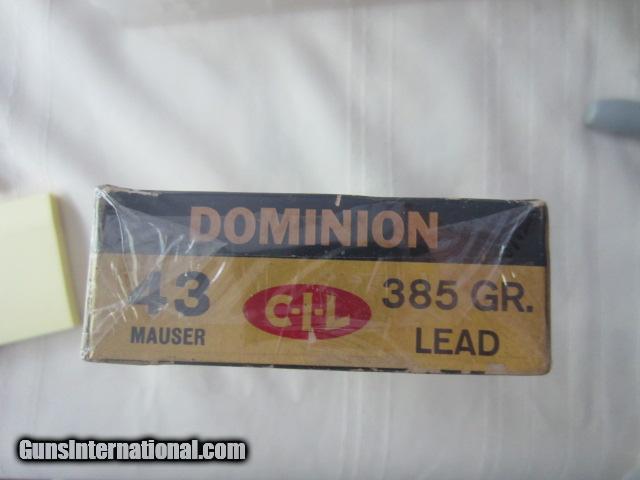 DOMINION
43
MAUSER
C-I-L
385 GR.
LEAD
GunsInternational.com